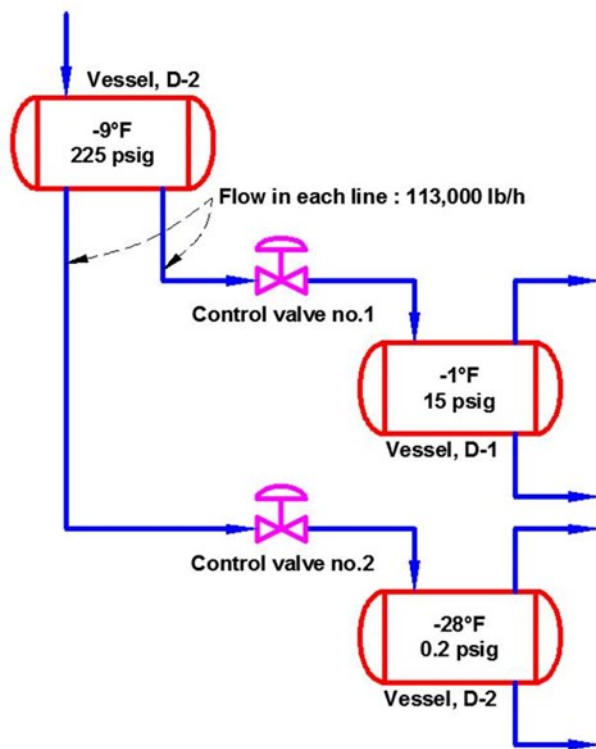 Vessel, D-2
-9°F
225 psig
Flow in each line : 113,000 lb/h
Control valve no.1
-1°F
15 psig
Vessel, D-1
Control valve no.2
-28°F
0.2 psig
Vessel, D-2